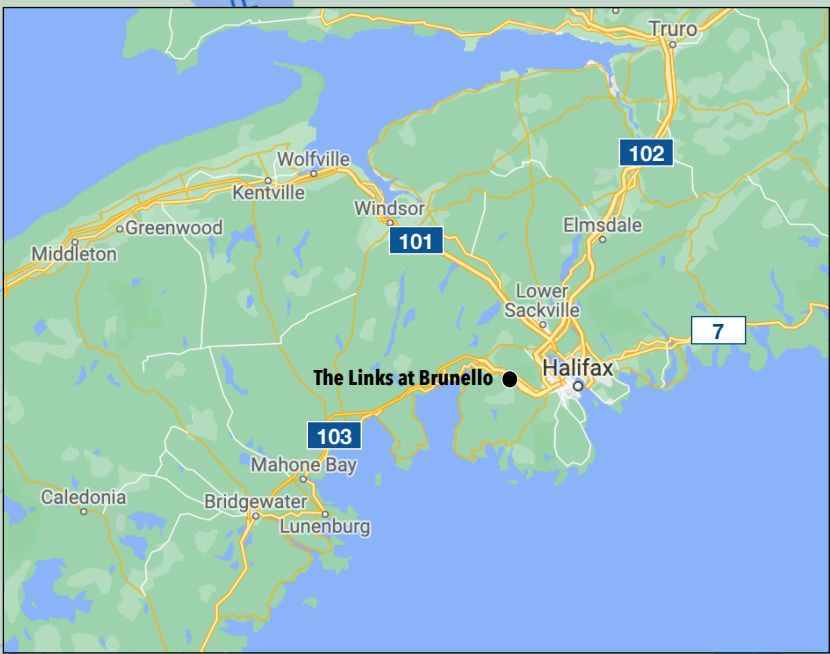 Truro
102
Wolfville
Kentville
Windsor
Greenwood
Elmsdale
101
Middleton
Lower
Sackville
7
Halifax
The Links at Brunello
103
Mahone Bay
Caledonia
Bridgewater
Lunenburg